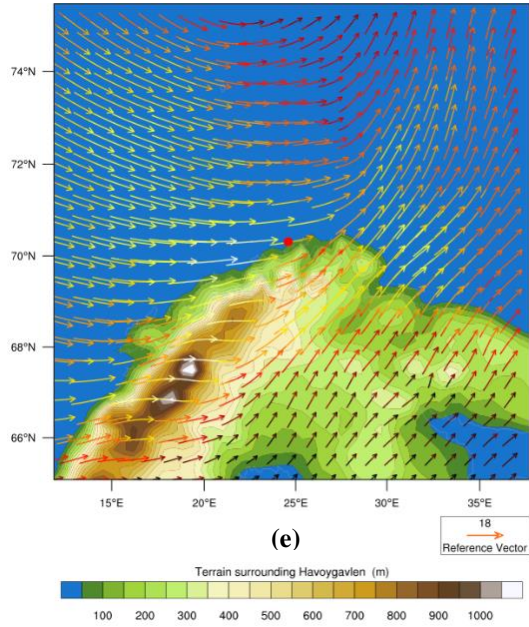 74°N
72°N
70°N
68°N
66°N
15°E 20°E 25°E 30°E 35°E
(e)
18
Reference Vector
Terrain surrounding Havoygavlen (m)
100 200 300 400 500 600 700 800 900 1000